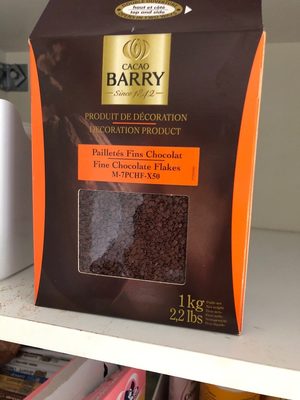 haut et côté
top and side
CACAO
BARRY
Since 1842
PRODUIT DE DÉCORATION
DECORATION PRODUCT
Pailletés Fins Chocolat
Fine Chocolate Flakes
M-7PCHF-X50
1kg
2,2 lbs